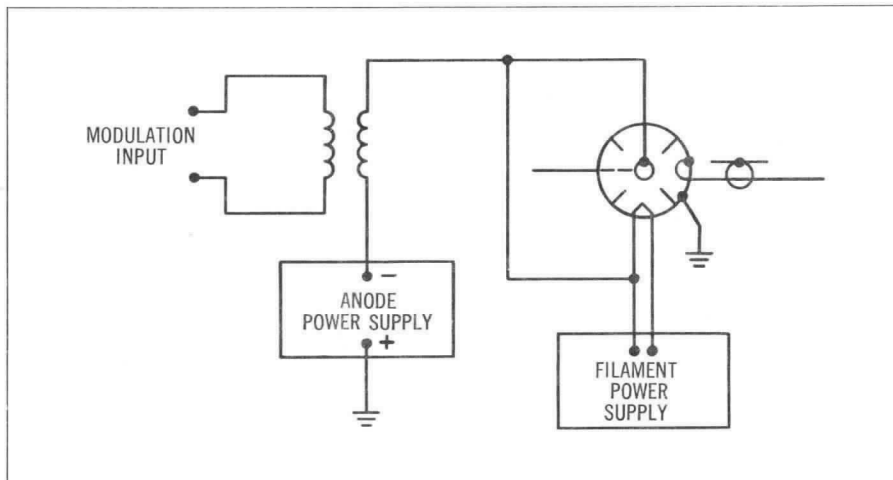 MODULATION
INPUT
−
ANODE
POWER SUPPLY
+
FILAMENT
POWER
SUPPLY